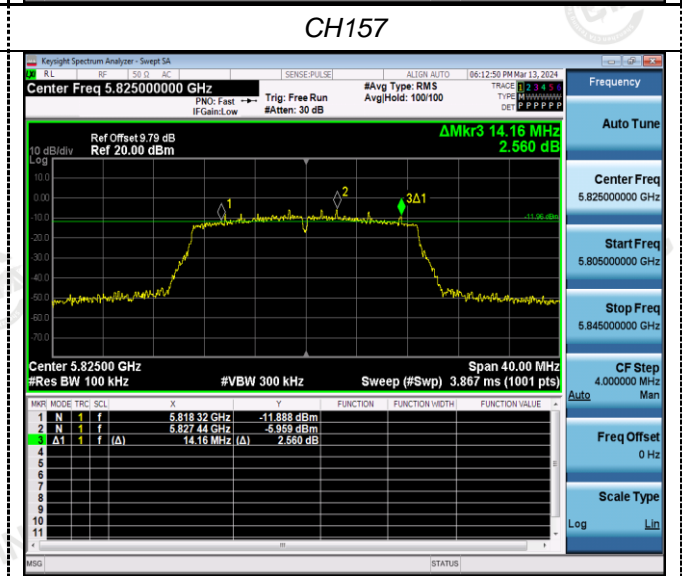 CH157
Keysight Spectrum Analyzer - Swept SA
RL RF 50 Ω AC SENSE:PULSE ALIGN AUTO 06:12:50 PM Mar 13, 2024
Center Freq 5.825000000 GHz #Avg Type: RMS TRACE 1 2 3 4 5 6
PNO: Fast Trig: Free Run Avg|Hold: 100/100 TYPE M WWWWW
IFGain:Low #Atten: 30 dB DET P P P P P P
Frequency
Auto Tune
Ref Offset 9.79 dB ΔMkr3 14.16 MHz
10 dB/div Ref 20.00 dBm 2.560 dB
Log
10.0
0.00
-10.0
-20.0
-30.0
-40.0
-50.0
-60.0
-70.0
1
2
3Δ1
-11.96 dBm
Center 5.82500 GHz Span 40.00 MHz
#Res BW 100 kHz #VBW 300 kHz Sweep (#Swp) 3.867 ms (1001 pts)
MKR MODE TRC SCL X Y FUNCTION FUNCTION WIDTH FUNCTION VALUE
1 N 1 f 5.818 32 GHz -11.888 dBm
2 N 1 f 5.827 44 GHz -5.959 dBm
3 Δ1 1 f (Δ) 14.16 MHz (Δ) 2.560 dB
4
5
6
7
8
9
10
11
Center Freq
5.825000000 GHz
Start Freq
5.805000000 GHz
Stop Freq
5.845000000 GHz
CF Step
4.000000 MHz
Auto Man
Freq Offset
0 Hz
Scale Type
Log Lin
MSG STATUS